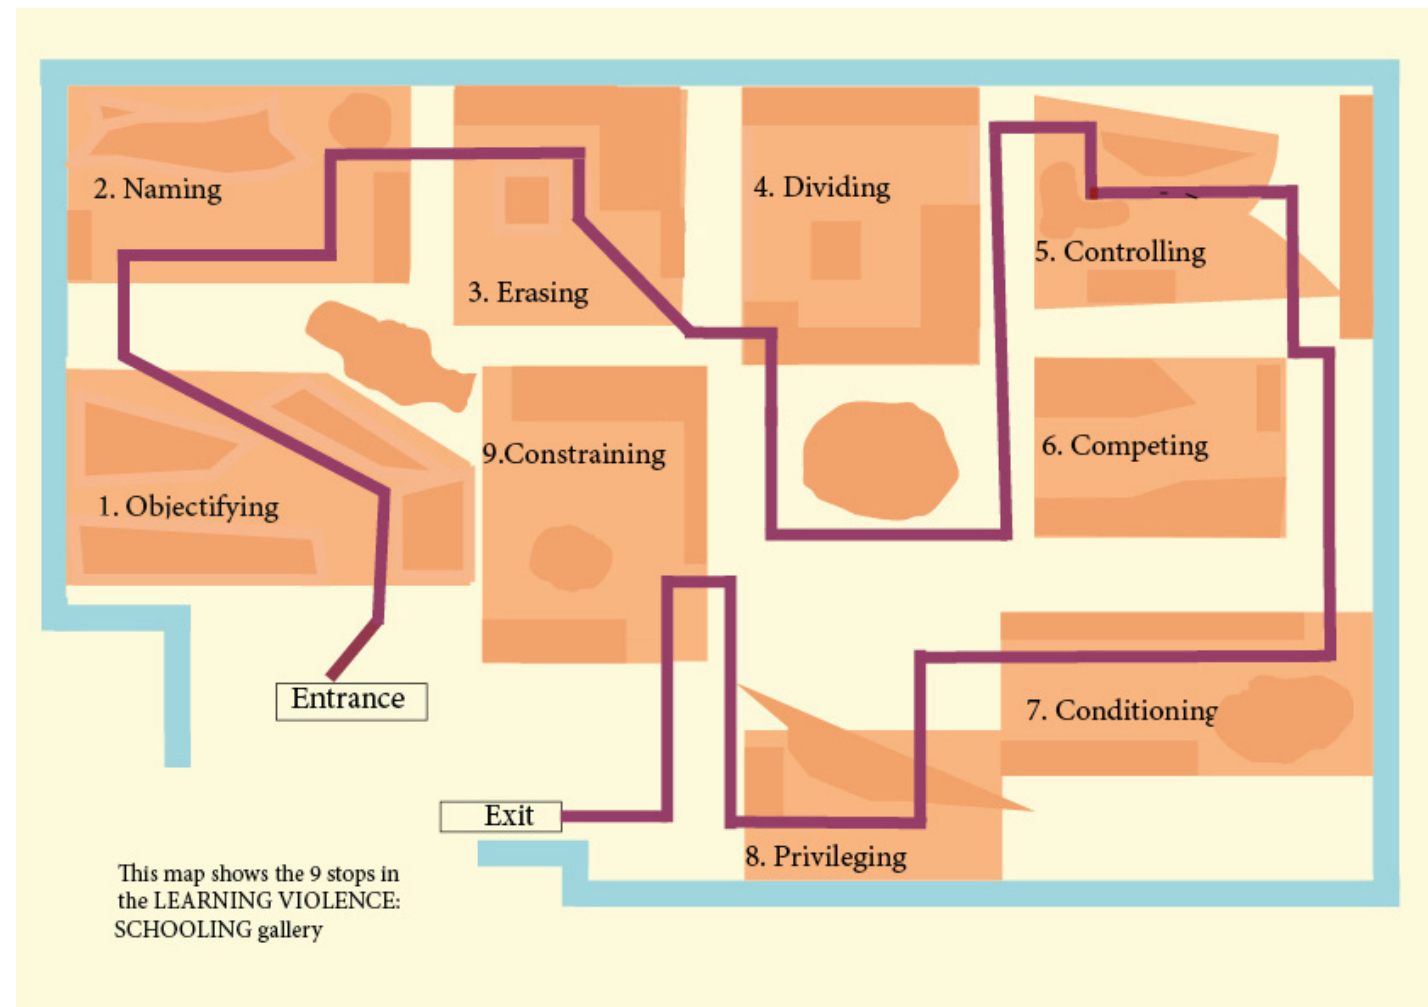 2. Naming
4. Dividing
5. Controlling
3. Erasing
9.Constraining
6. Competing
1. Objectifying
Entrance
7. Conditioning
Exit
8. Privileging
This map shows the 9 stops in
the LEARNING VIOLENCE:
SCHOOLING gallery